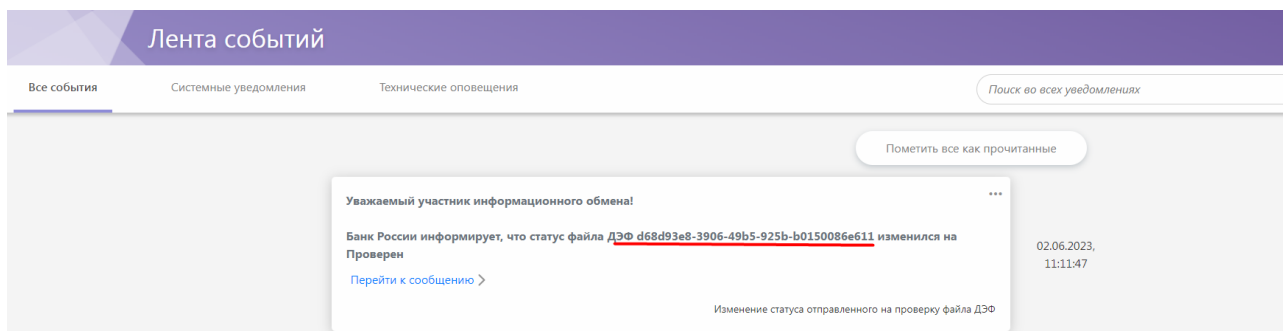 Лента событий
Все события
Системные уведомления
Технические оповещения
Поиск во всех уведомлениях
Пометить все как прочитанные
Уважаемый участник информационного обмена!
Банк России информирует, что статус файла ДЭФ d68d93e8-3906-49b5-925b-b0150086e611 изменился на
Проверен
02.06.2023,
11:11:47
Перейти к сообщению
Изменение статуса отправленного на проверку файла ДЭФ